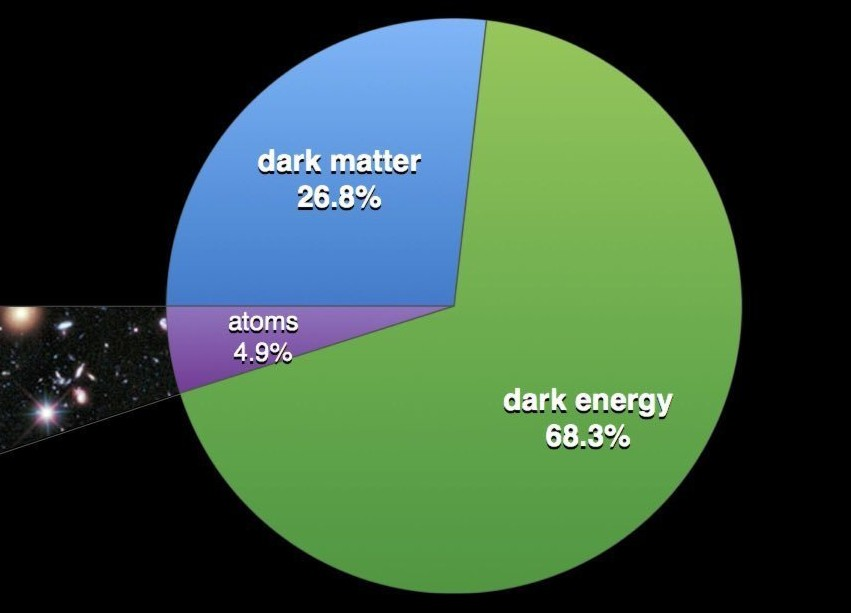 dark matter
26.8%
atoms
4.9%
dark energy
68.3%